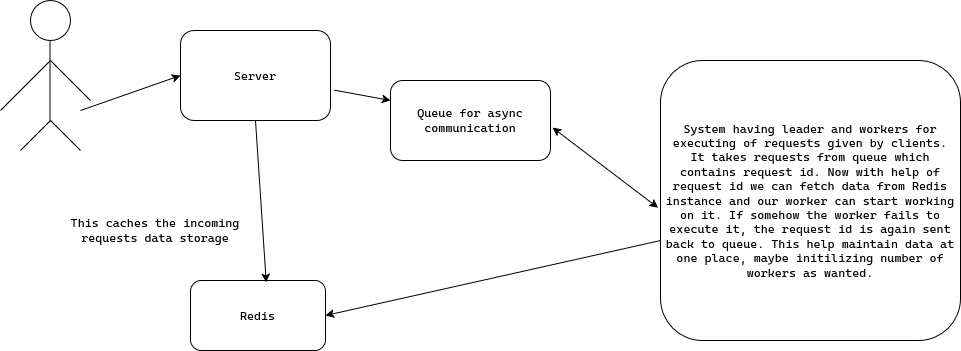 Server
Queue for async
communication
System having leader and workers for
executing of requests given by clients.
It takes requests from queue which
contains request id. Now with help of
request id we can fetch data from Redis
instance and our worker can start working
on it. If somehow the worker fails to
execute it, the request id is again sent
back to queue. This help maintain data at
one place, maybe initilizing number of
workers as wanted.
This caches the incoming
requests data storage
Redis